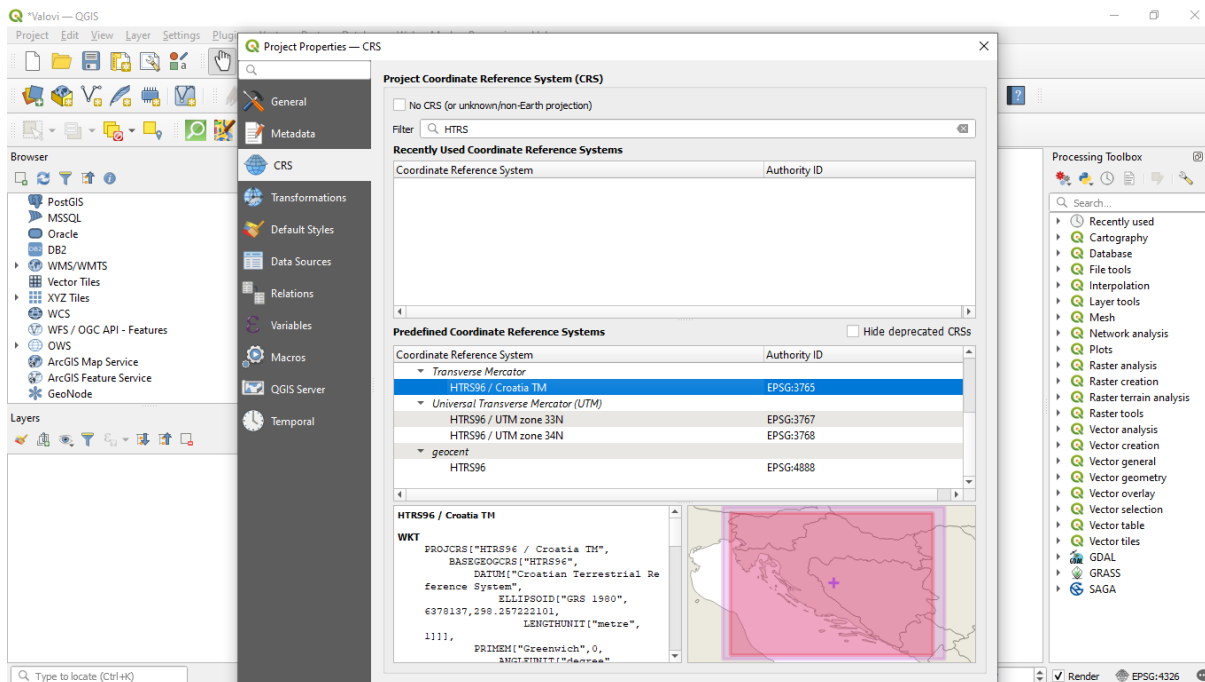 *Valovi — QGIS
Project Edit View Layer Settings
Project Properties — CRS
General
Metadata
CRS
Transformations
Default Styles
Data Sources
Relations
Variables
Macros
QGIS Server
Temporal
Project Coordinate Reference System (CRS)
No CRS (or unknown/non-Earth projection)
Filter HTRS
Recently Used Coordinate Reference Systems
Coordinate Reference System Authority ID
Predefined Coordinate Reference Systems Hide deprecated CRSs
Coordinate Reference System Authority ID
Transverse Mercator
HTRS96 / Croatia TM EPSG:3765
Universal Transverse Mercator (UTM)
HTRS96 / UTM zone 33N EPSG:3767
HTRS96 / UTM zone 34N EPSG:3768
geocent
HTRS96 EPSG:4888
HTRS96 / Croatia TM
WKT
PROJCRS["HTRS96 / Croatia TM",
BASEGEOGCRS["HTRS96",
DATUM["Croatian Terrestrial Re
ference System",
ELLIPSOID["GRS 1980",
6378137,298.257222101,
LENGTHUNIT["metre",
1]]],
PRIMEM["Greenwich",0,
ANGLEUNIT["degree"
Browser
PostGIS
MSSQL
Oracle
DB2
WMS/WMTS
Vector Tiles
XYZ Tiles
WCS
WFS / OGC API - Features
OWS
ArcGIS Map Service
ArcGIS Feature Service
GeoNode
Layers
Type to locate (Ctrl+K)
Processing Toolbox
Search...
Recently used
Cartography
Database
File tools
Interpolation
Layer tools
Mesh
Network analysis
Plots
Raster analysis
Raster creation
Raster terrain analysis
Raster tools
Vector analysis
Vector creation
Vector general
Vector geometry
Vector overlay
Vector selection
Vector table
Vector tiles
GDAL
GRASS
SAGA
Render EPSG:4326